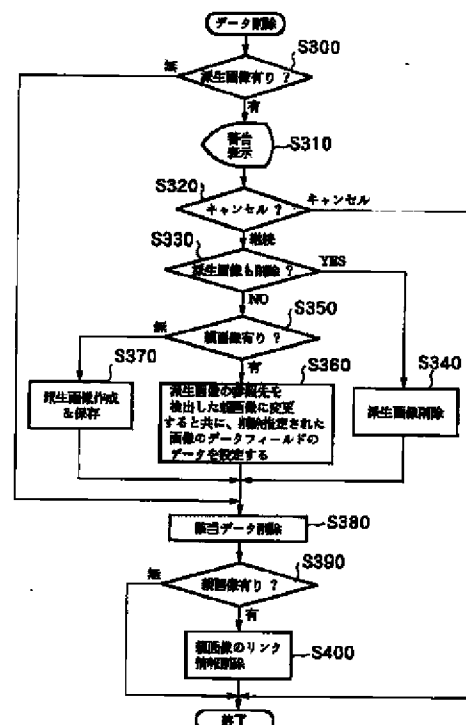 データ削除
S300
無
派生画像有り ?
有
警告
表示
S310
S320
キャンセル ?
キャンセル
継続
S330
派生画像も削除 ?
YES
NO
S350
無
親画像有り ?
有
S370
派生画像作成
&保存
S360
派生画像の参照先を
検出した親画像に変更
すると共に、削除指定された
画像のデータフィールドの
データを設定する
S340
派生画像削除
S380
該当データ削除
S390
無
親画像有り ?
有
親画像のリンク
情報削除
S400
終了